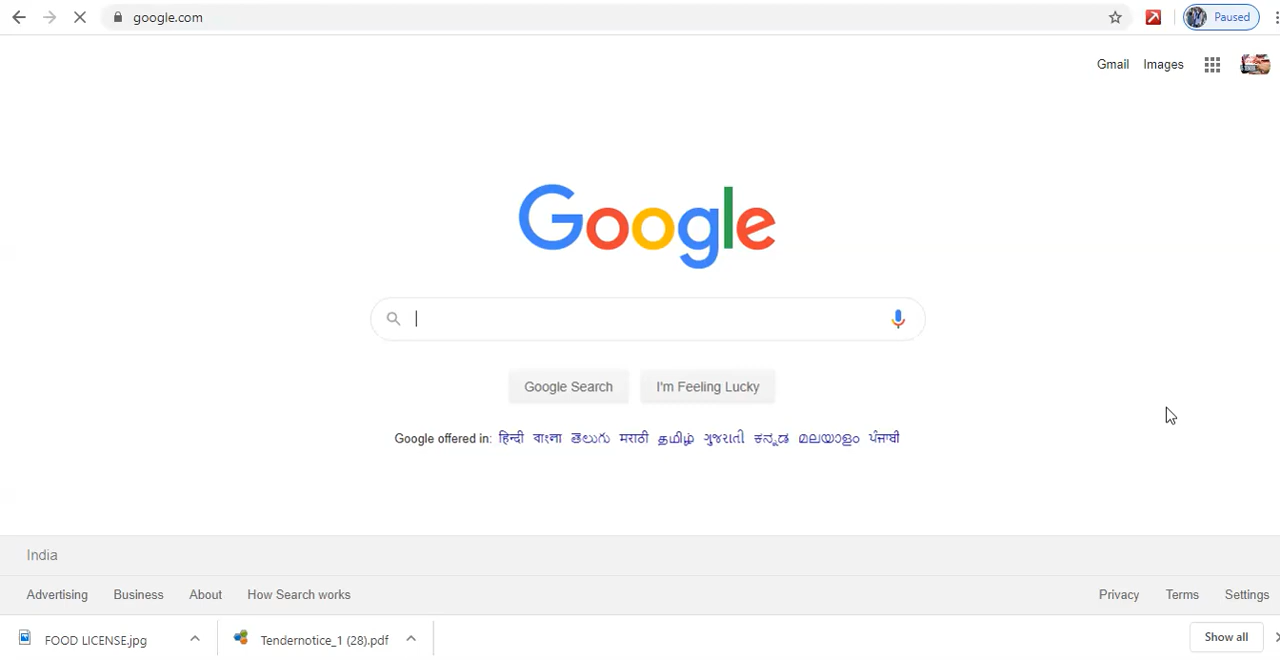 google.com
Paused
Gmail Images
Google
Google Search I'm Feeling Lucky
Google offered in: हिन्दी বাংলা తెలుగు मराठी தமிழ் ગુજરાતી ಕನ್ನಡ മലയാളം ਪੰਜਾਬੀ
India
Advertising Business About How Search works Privacy Terms Settings
FOOD LICENSE.jpg Tendernotice_1 (28).pdf Show all